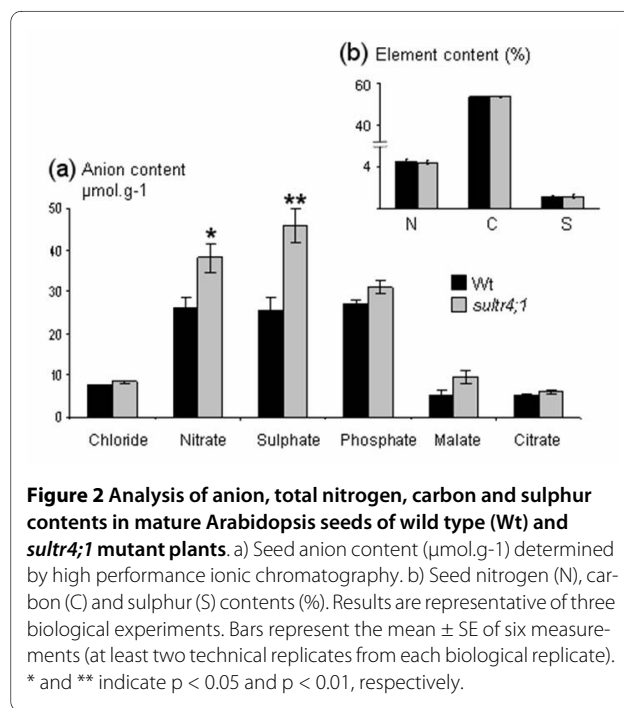 (b) Element content (%)
60
40
4
N C S
(a) Anion content
µmol.g-1
50
40
30
20
10
0
* **
Wt
sultr4;1
Chloride Nitrate Sulphate Phosphate Malate Citrate
Figure 2 Analysis of anion, total nitrogen, carbon and sulphur
contents in mature Arabidopsis seeds of wild type (Wt) and
sultr4;1 mutant plants. a) Seed anion content (µmol.g-1) determined
by high performance ionic chromatography. b) Seed nitrogen (N), car-
bon (C) and sulphur (S) contents (%). Results are representative of three
biological experiments. Bars represent the mean ± SE of six measure-
ments (at least two technical replicates from each biological replicate).
* and ** indicate p < 0.05 and p < 0.01, respectively.